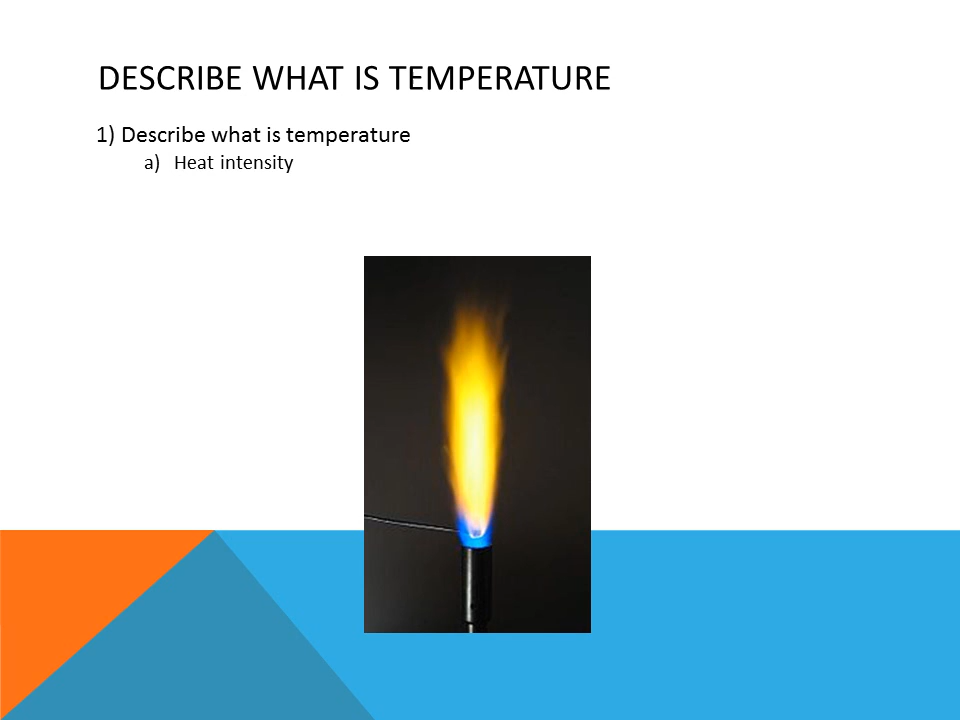 DESCRIBE WHAT IS TEMPERATURE
1) Describe what is temperature
a) Heat intensity